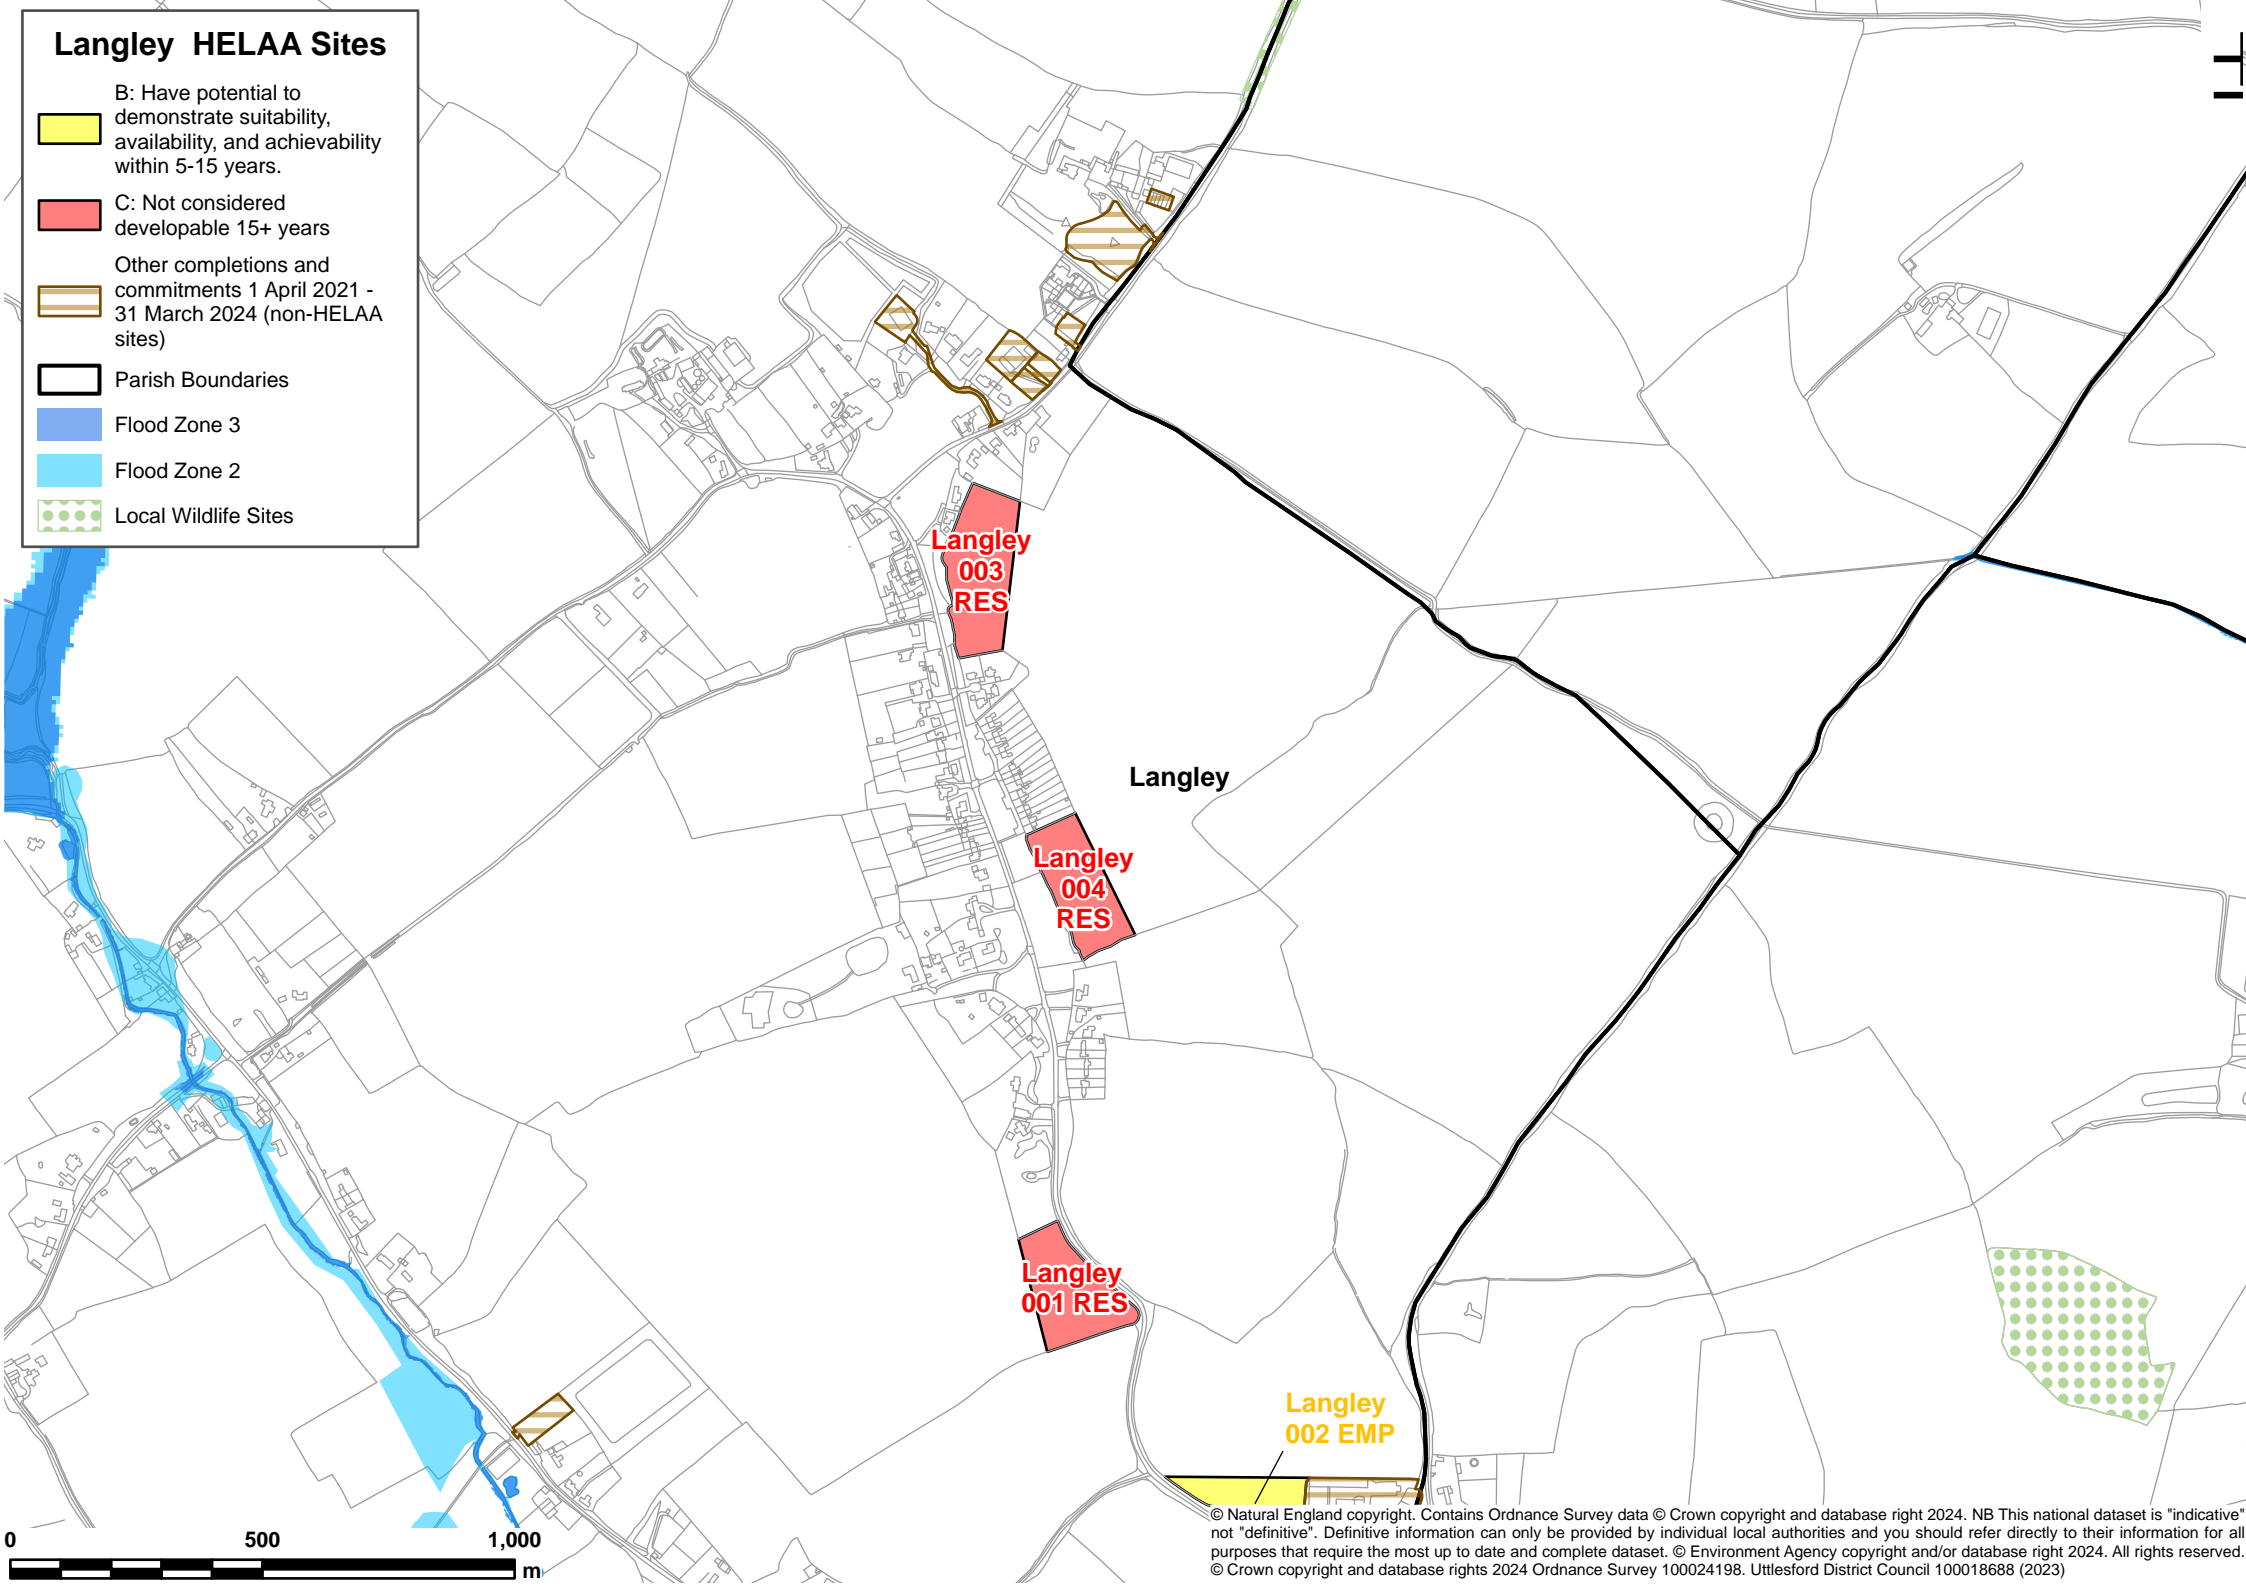 Langley HELAA Sites
B: Have potential to
demonstrate suitability,
availability, and achievability
within 5-15 years.
C: Not considered
developable 15+ years
Other completions and
commitments 1 April 2021 -
31 March 2024 (non-HELAA
sites)
Parish Boundaries
Flood Zone 3
Flood Zone 2
Local Wildlife Sites
Langley
003
RES
Langley
Langley
004
RES
Langley
001 RES
Langley
002 EMP
0 500 1,000
m
© Natural England copyright. Contains Ordnance Survey data © Crown copyright and database right 2024. NB This national dataset is "indicative"
not "definitive". Definitive information can only be provided by individual local authorities and you should refer directly to their information for all
purposes that require the most up to date and complete dataset. © Environment Agency copyright and/or database right 2024. All rights reserved.
© Crown copyright and database rights 2024 Ordnance Survey 100024198. Uttlesford District Council 100018688 (2023)